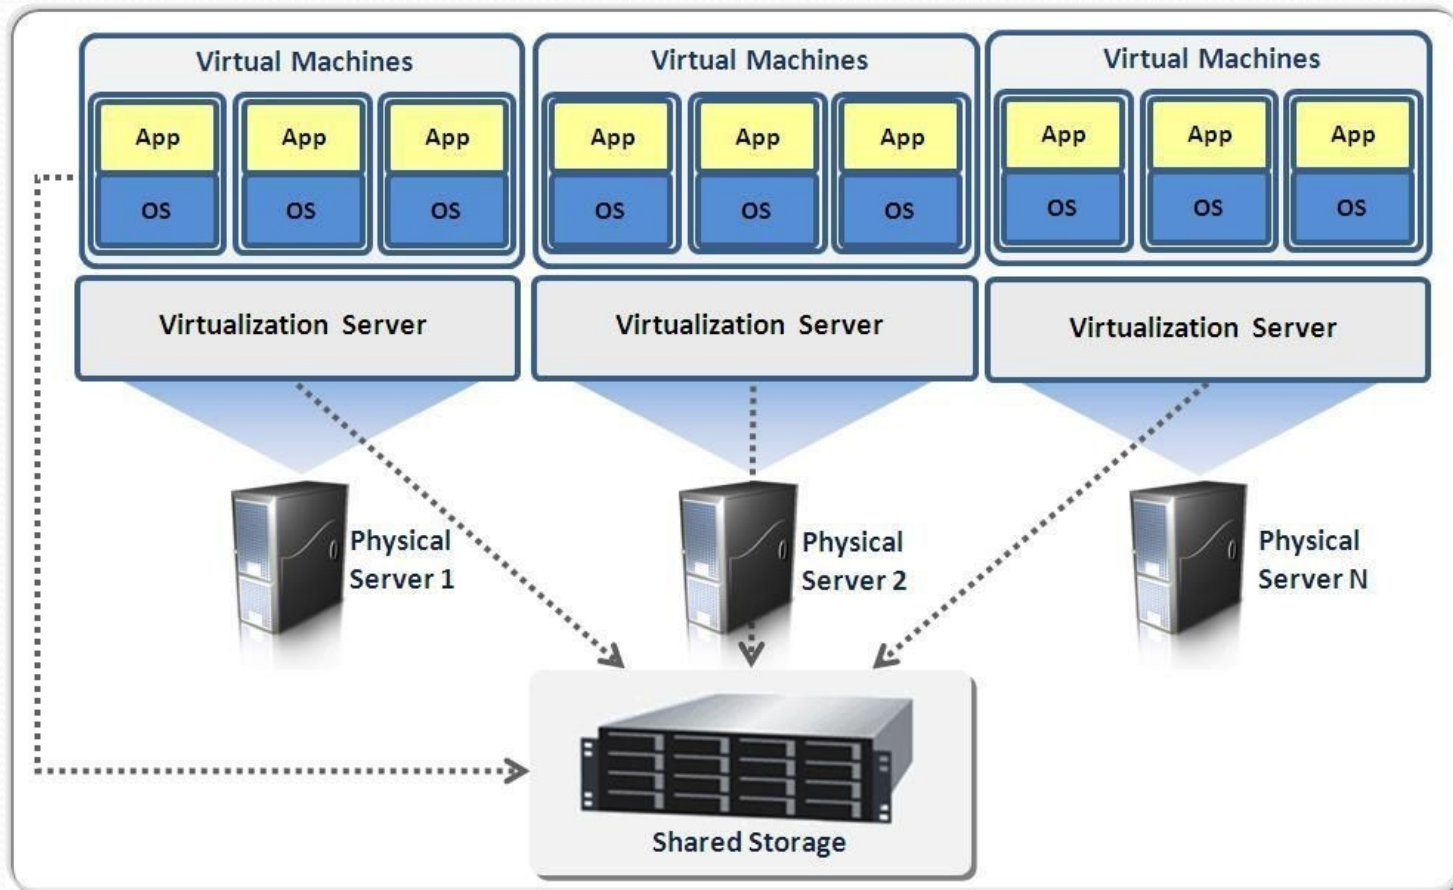 Virtual Machines
Virtual Machines
Virtual Machines
App
App
App
App
App
App
App
App
App
OS
OS
OS
OS
OS
OS
OS
OS
OS
Virtualization Server
Virtualization Server
Virtualization Server
Physical
Server 1
Physical
Server 2
Physical
Server N
Shared Storage